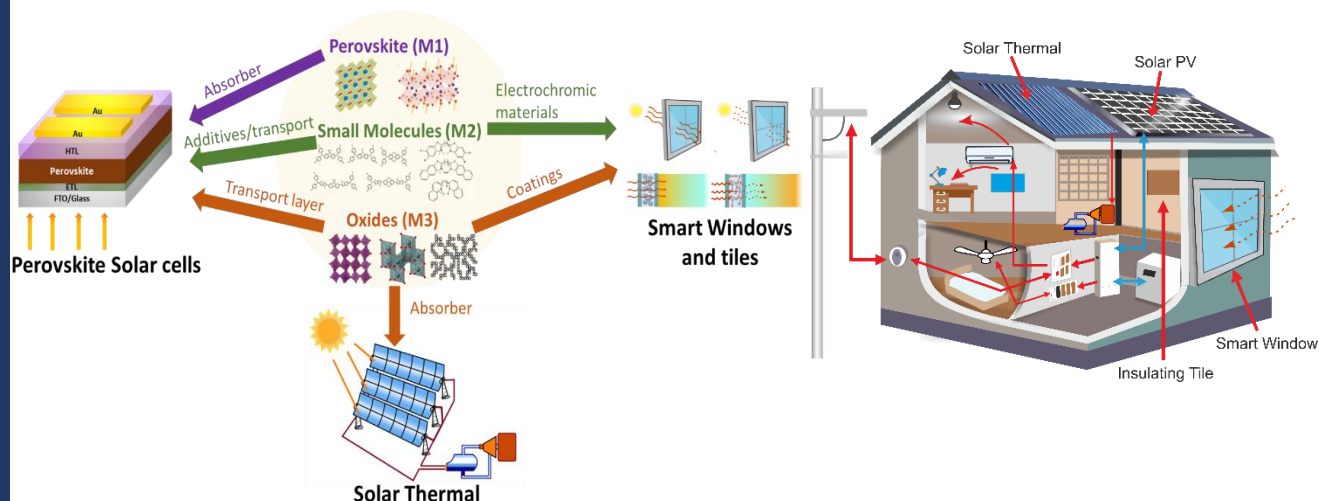 Perovskite (M1)
Absorber
Electrochromic
materials
Additives/transport
Small Molecules (M2)
Transport layer
Coatings
Oxides (M3)
Absorber
Au
Au
HTL
Perovskite
ETL
FTO/Glass
Perovskite Solar cells
Smart Windows
and tiles
Solar Thermal
Solar Thermal
Solar PV
Smart Window
Insulating Tile